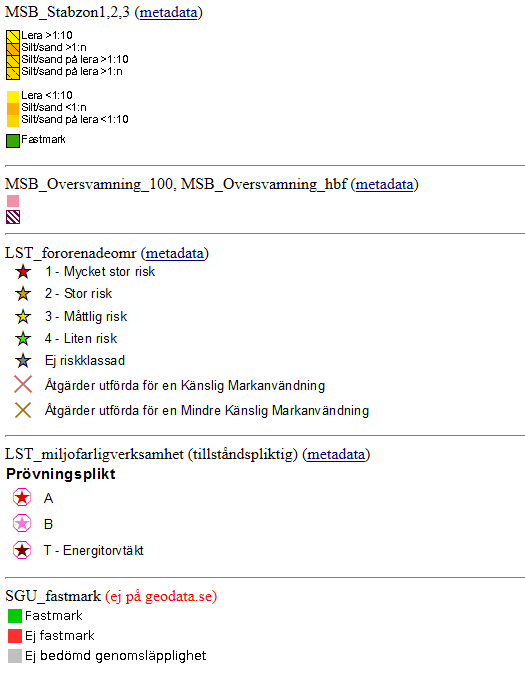 MSB_Stabzon1,2,3 (metadata)
Lera >1:10
Silt/sand >1:n
Silt/sand på lera >1:10
Silt/sand på lera >1:n
Lera <1:10
Silt/sand <1:n
Silt/sand på lera <1:10
Fastmark
MSB_Oversvamning_100, MSB_Oversvamning_hbf (metadata)
LST_fororenadeomr (metadata)
1 - Mycket stor risk
2 - Stor risk
3 - Måttlig risk
4 - Liten risk
Ej riskklassad
Åtgärder utförda för en Känslig Markanvändning
Åtgärder utförda för en Mindre Känslig Markanvändning
LST_miljofarligverksamhet (tillståndspliktig) (metadata)
Prövningsplikt
A
B
T - Energitorvtäkt
SGU_fastmark (ej på geodata.se)
Fastmark
Ej fastmark
Ej bedömd genomsläpplighet